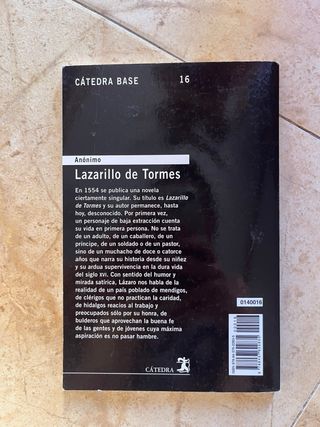 CÁTEDRA BASE 16
Anónimo
Lazarillo de Tormes
En 1554 se publica una novela
ciertamente singular. Su título es Lazarillo
de Tormes y su autor permanece, hasta
hoy, desconocido. Por primera vez,
un personaje de baja extracción cuenta
su vida en primera persona. No se trata
de un adulto, de un caballero, de un
príncipe, de un soldado o de un pastor,
sino de un muchacho de doce o catorce
años que narra su historia desde su niñez
y su ardua supervivencia en la dura vida del
siglo XVI. Con sentido del humor y
mirada satírica, Lázaro nos habla de la
realidad de un país poblado de mendigos,
de clérigos que no practican la caridad,
de hidalgos reacios al trabajo y
preocupados sólo por su honra, de
bulderos que aprovechan la buena fe
de las gentes y de jóvenes cuya máxima
aspiración es no pasar hambre.
0140016
CÁTEDRA